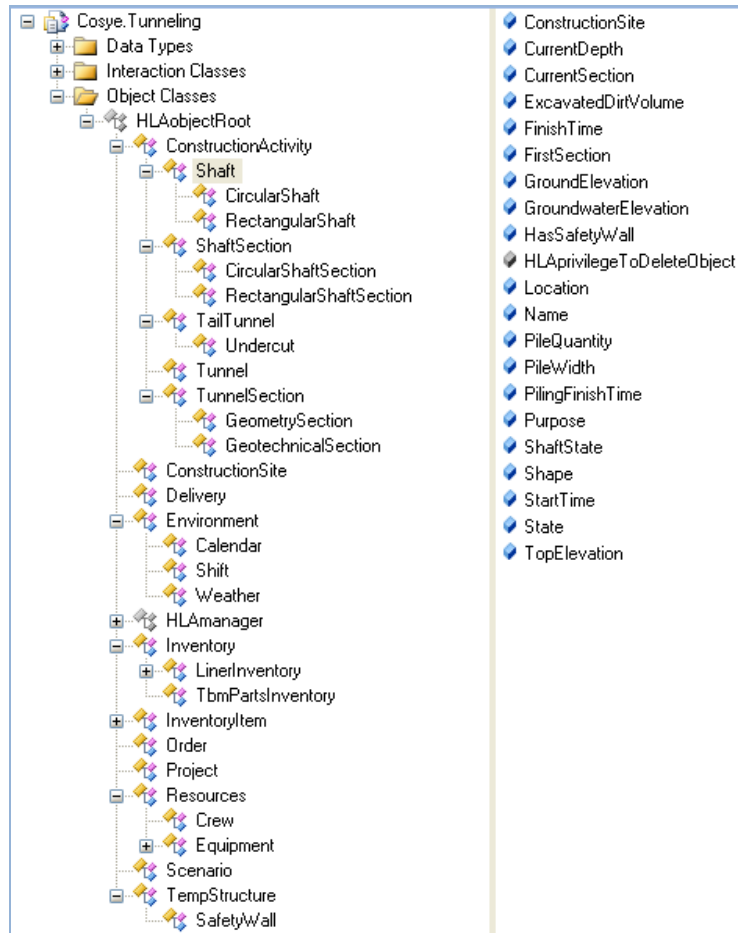 Cosye.Tunneling
Data Types
Interaction Classes
Object Classes
HLAobjectRoot
ConstructionActivity
Shaft
CircularShaft
RectangularShaft
ShaftSection
CircularShaftSection
RectangularShaftSection
TailTunnel
Undercut
Tunnel
TunnelSection
GeometrySection
GeotechnicalSection
ConstructionSite
Delivery
Environment
Calendar
Shift
Weather
HLAmanager
Inventory
LinerInventory
TbmPartsInventory
InventoryItem
Order
Project
Resources
Crew
Equipment
Scenario
TempStructure
SafetyWall
ConstructionSite
CurrentDepth
CurrentSection
ExcavatedDirtVolume
FinishTime
FirstSection
GroundElevation
GroundwaterElevation
HasSafetyWall
HLAprivilegeToDeleteObject
Location
Name
PileQuantity
PileWidth
PilingFinishTime
Purpose
ShaftState
Shape
StartTime
State
TopElevation